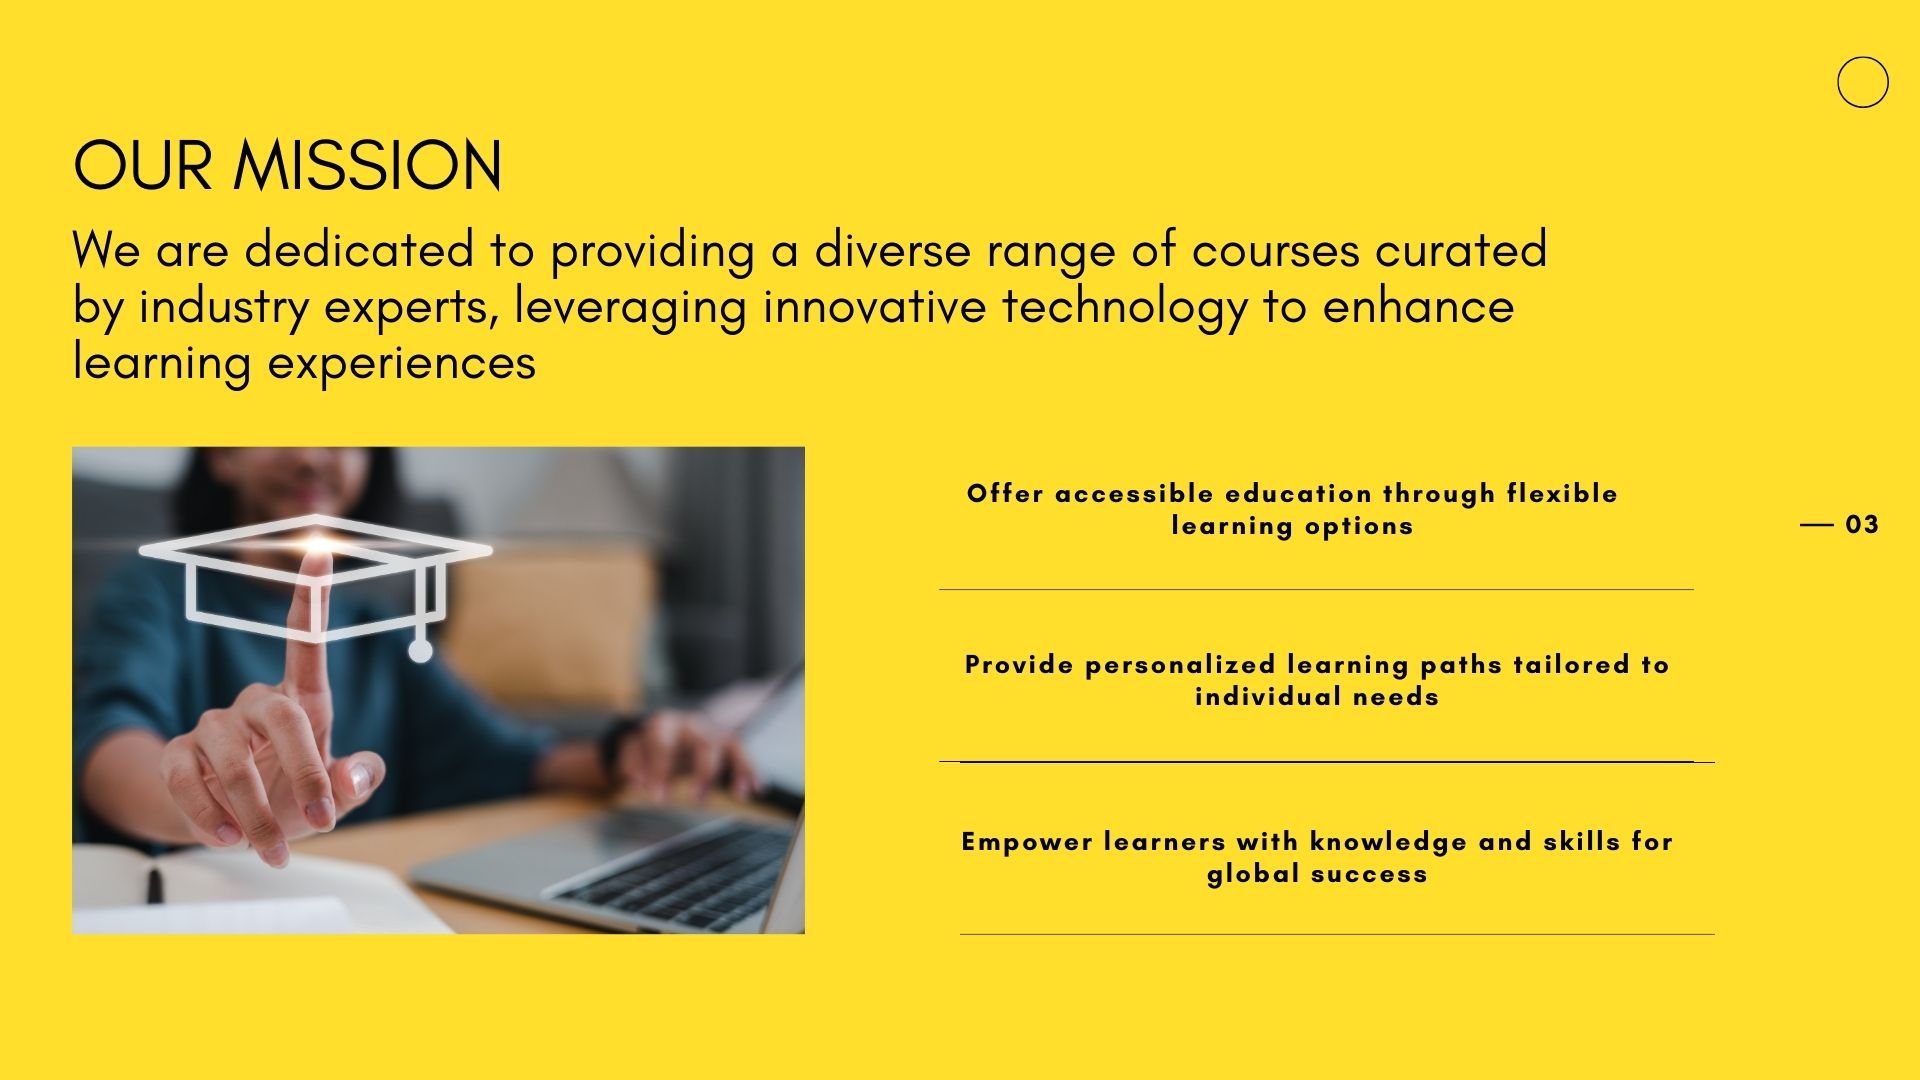 OUR MISSION
We are dedicated to providing a diverse range of courses curated
by industry experts, leveraging innovative technology to enhance
learning experiences
Offer accessible education through flexible
learning options
— 03
Provide personalized learning paths tailored to
individual needs
Empower learners with knowledge and skills for
global success